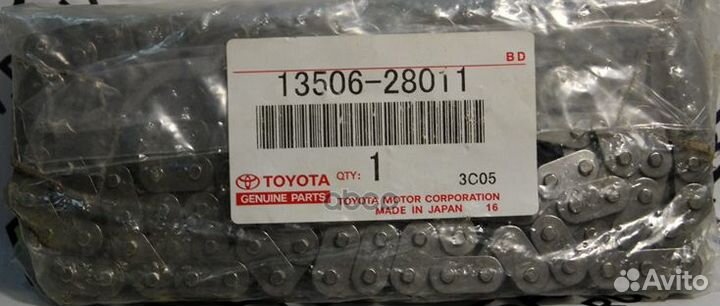 BD
13506-28011
TOYOTA QTY: 1 3C05
GENUINE PARTS TOYOTA MOTOR CORPORATION
MADE IN JAPAN 16
Avito